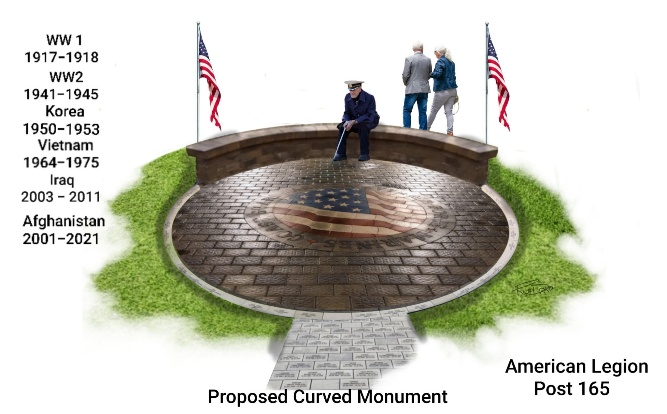 WW 1
1917–1918
WW2
1941–1945
Korea
1950–1953
Vietnam
1964–1975
Iraq
2003 – 2011
Afghanistan
2001–2021
MARINES
American Legion
Post 165
Proposed Curved Monument